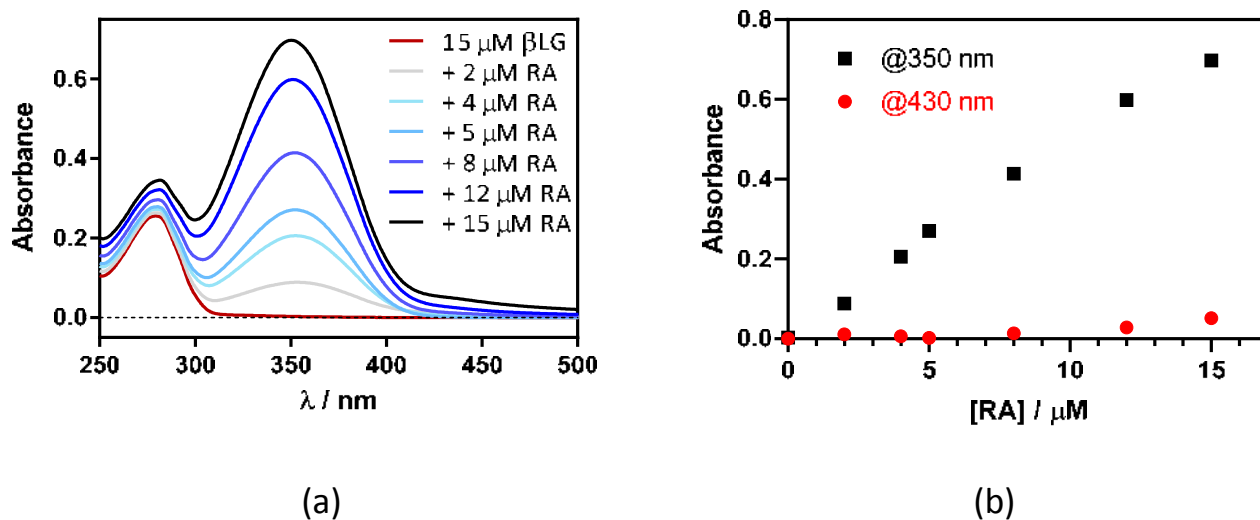 15 μM βLG
+ 2 μM RA
+ 4 μM RA
+ 5 μM RA
+ 8 μM RA
+ 12 μM RA
+ 15 μM RA
0.6
0.4
0.2
0.0
Absorbance
250 300 350 400 450 500
λ / nm
(a)
@350 nm
@430 nm
0.8
0.6
0.4
0.2
0.0
Absorbance
0 5 10 15
[RA] / μM
(b)